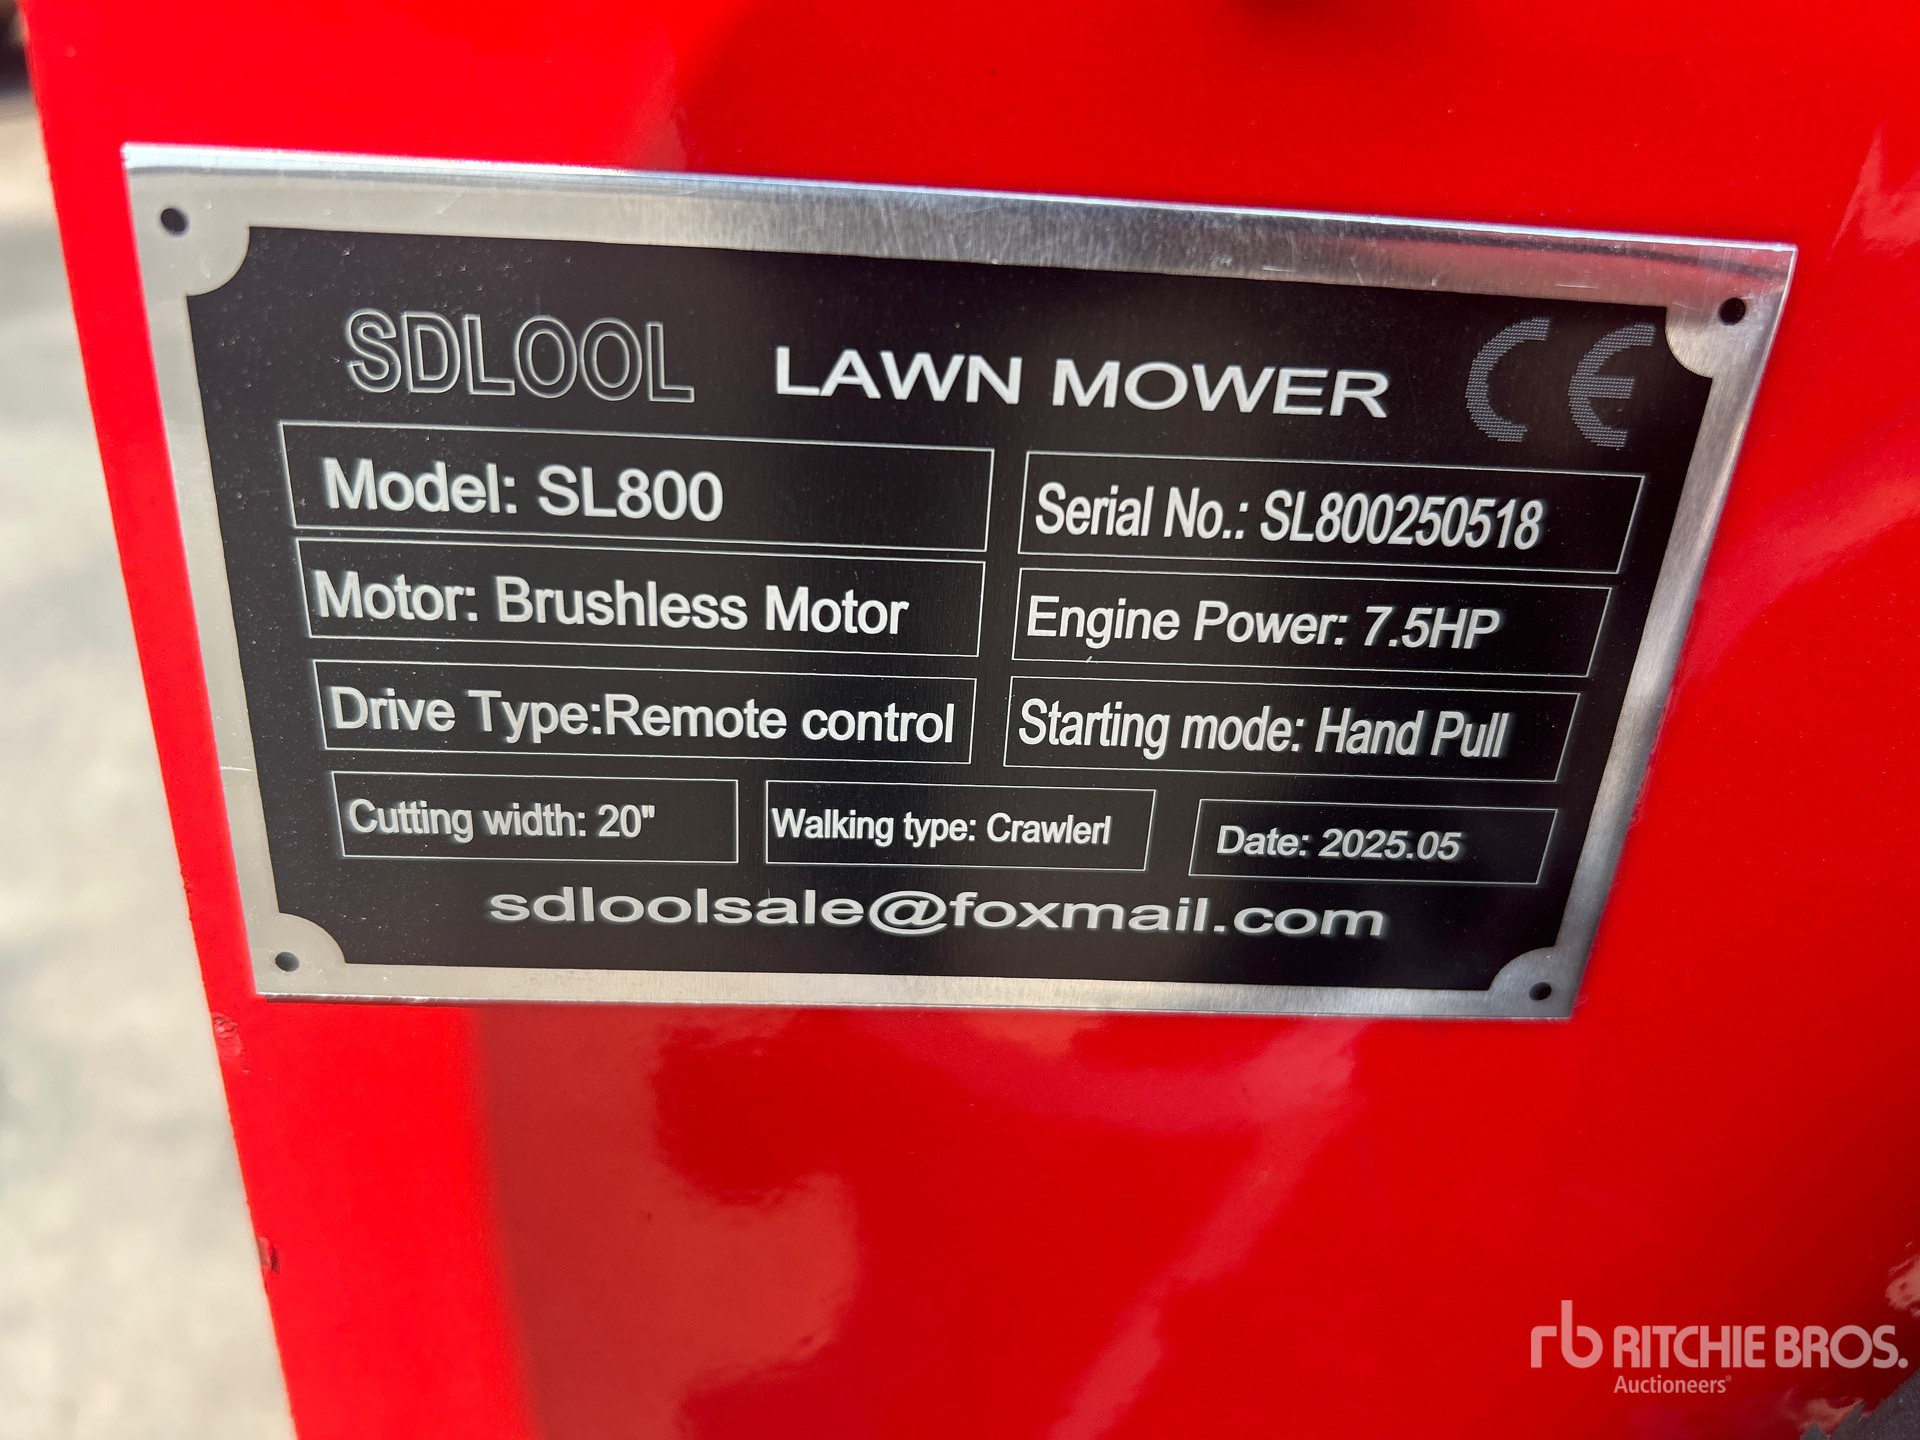 SDLOOL LAWN MOWER CE
Model: SL800
Serial No.: SL800250518
Motor: Brushless Motor
Engine Power: 7.5HP
Drive Type:Remote control
Starting mode: Hand Pull
Cutting width: 20"
Walking type: Crawlerl
Date: 2025.05
sdloolsale@foxmail.com
rb RITCHIE BROS.
Auctioneers®